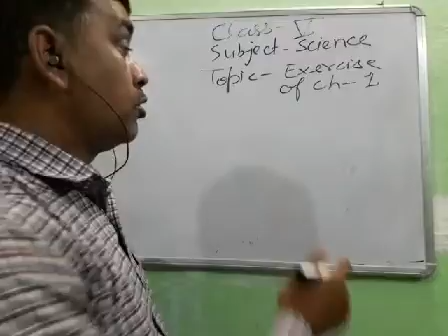 Class- V
Subject-Science
Topic- Exercise
of ch-1